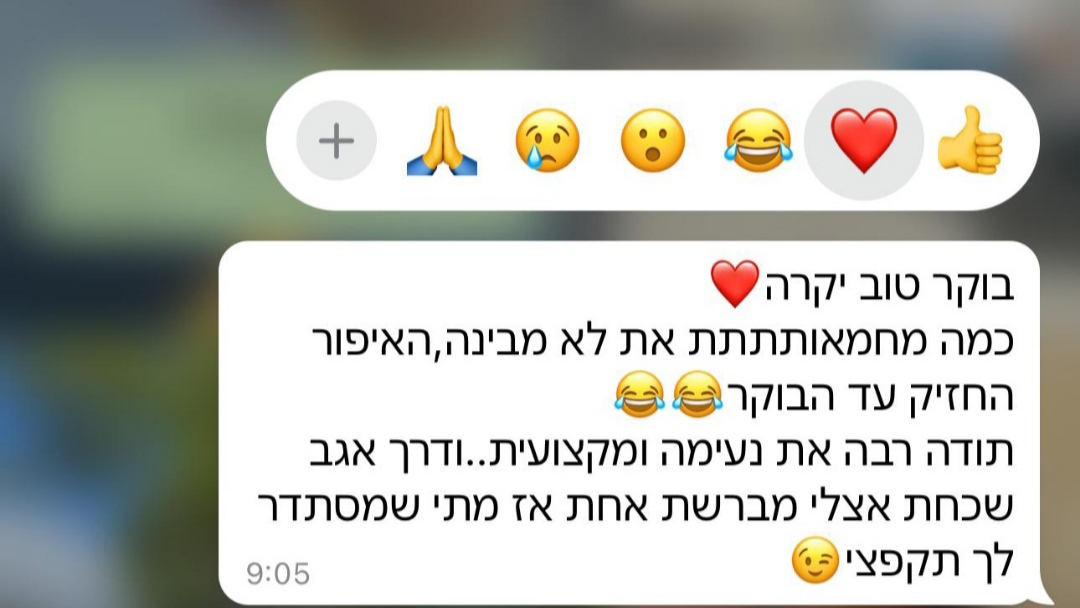 בוקר טוב יקרה❤️
כמה מחמאותתתת את לא מבינה,האיפור
החזיק עד הבוקר😂😂
תודה רבה את נעימה ומקצועית..ודרך אגב
שכחת אצלי מברשת אחת אז מתי שמסתדר
לך תקפצי😉
9:05